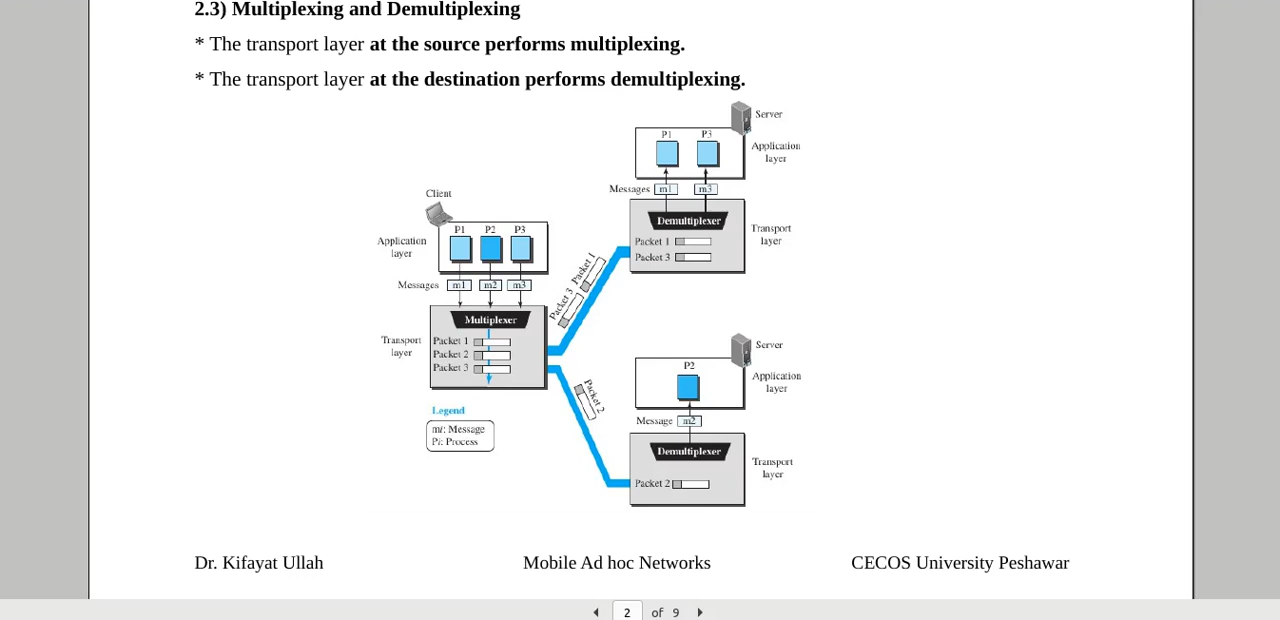 2.3) Multiplexing and Demultiplexing
* The transport layer at the source performs multiplexing.
* The transport layer at the destination performs demultiplexing.
Server
P1 P3
Application
layer
Messages m1 m3
Demultiplexer
Packet 1
Packet 3
Transport
layer
Client
P1 P2 P3
Application
layer
Messages m1 m2 m3
Multiplexer
Transport
layer
Packet 1
Packet 2
Packet 3
Packet 3 Packet 1
Packet 2
Server
P2
Application
layer
Message m2
Demultiplexer
Packet 2
Transport
layer
Legend
mi: Message
Pi: Process
Dr. Kifayat Ullah Mobile Ad hoc Networks CECOS University Peshawar
2 of 9